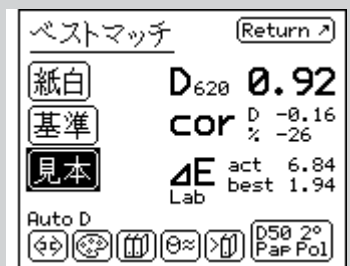 ベストマッチ Return ↗
紙白 D620 0.92
基準 cor D -0.16
% -26
見本 ΔE Lab act 6.84
best 1.94
Auto D
D50 2°
Pap Pol